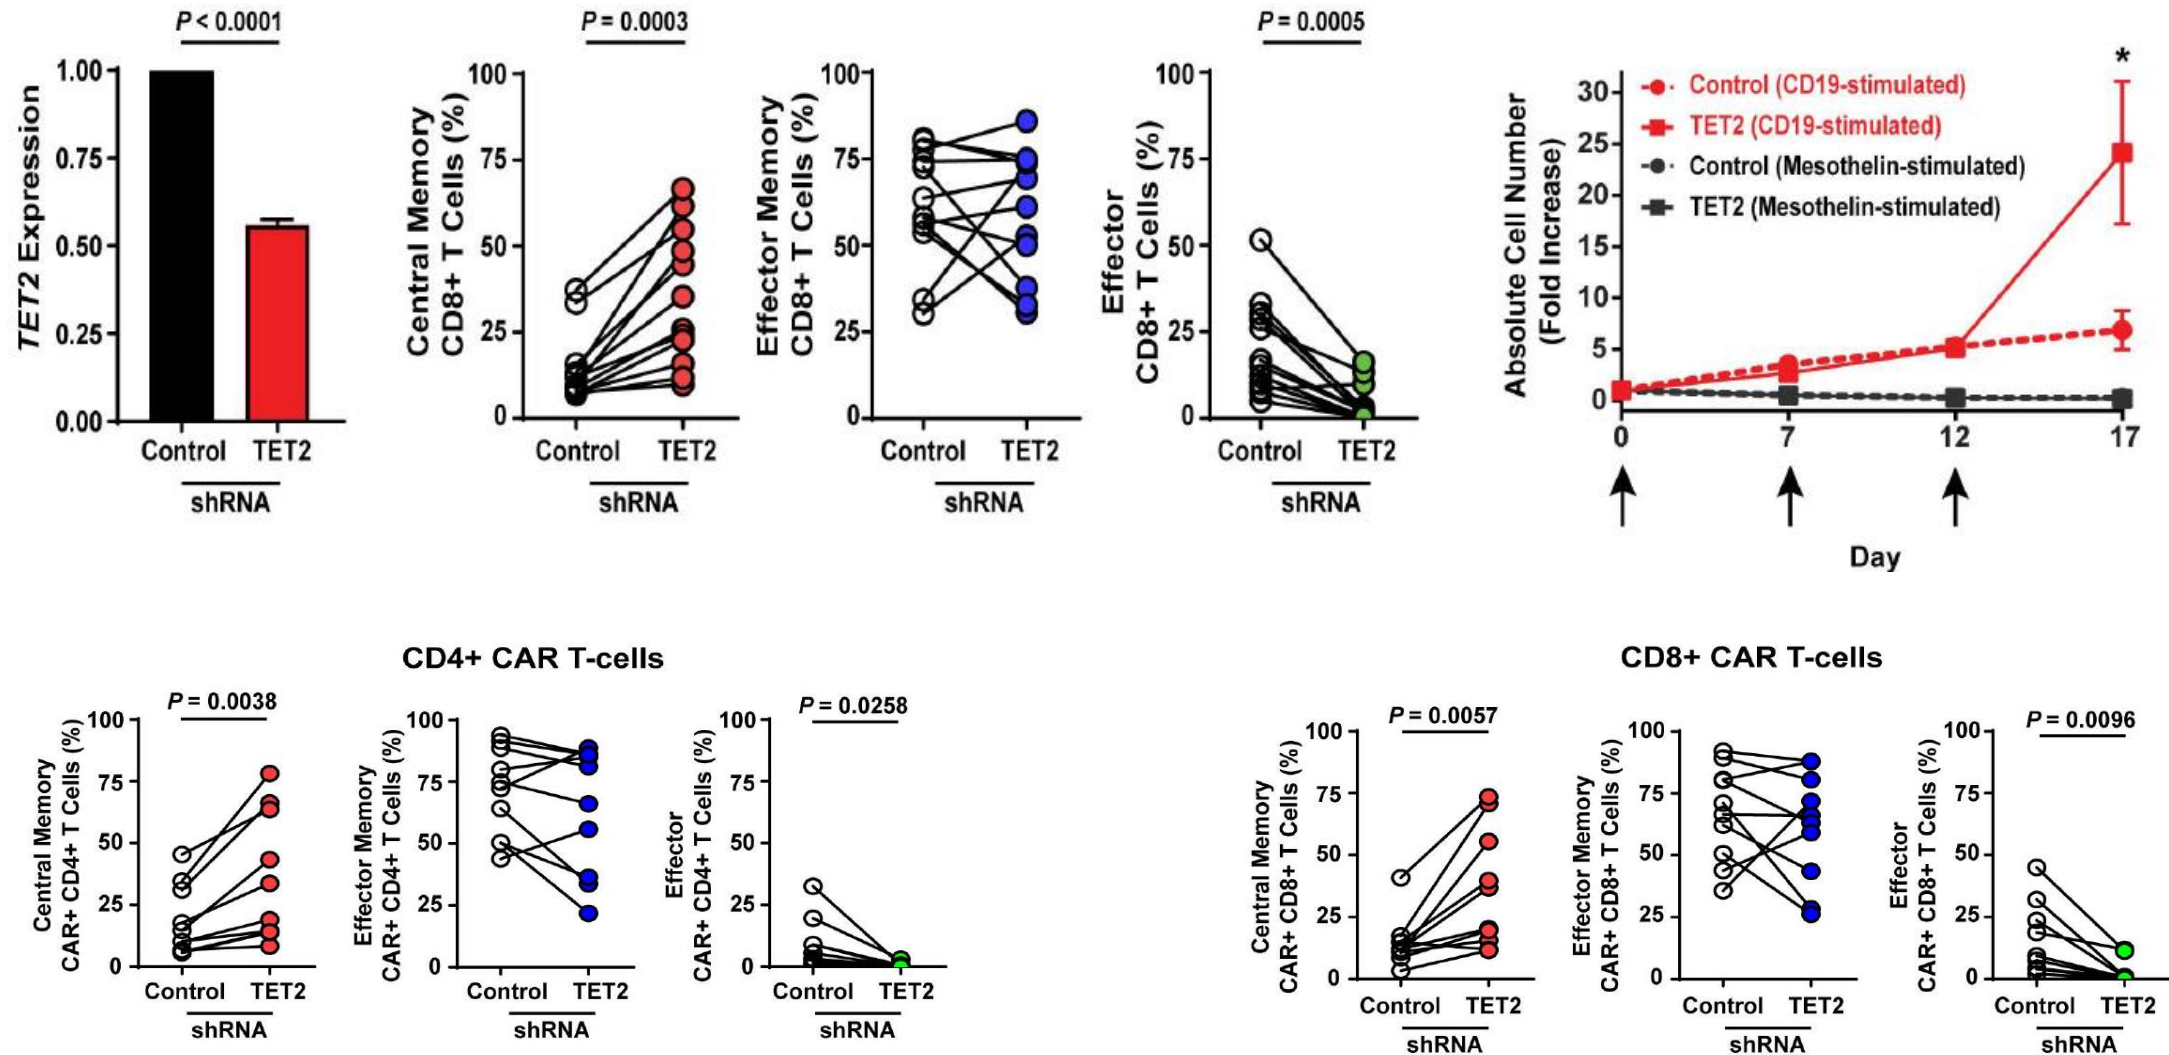 P < 0.0001
1.00
0.75
0.50
0.25
0.00
TET2 Expression
Control TET2
shRNA
P = 0.0003
100
75
50
25
0
Central Memory
CD8+ T Cells (%)
Control TET2
shRNA
100
75
50
25
0
Effector Memory
CD8+ T Cells (%)
Control TET2
shRNA
P = 0.0005
100
75
50
25
0
Effector
CD8+ T Cells (%)
Control TET2
shRNA
*
Control (CD19-stimulated)
TET2 (CD19-stimulated)
Control (Mesothelin-stimulated)
TET2 (Mesothelin-stimulated)
30
25
20
15
10
5
0
Absolute Cell Number
(Fold Increase)
0 7 12 17
Day
CD4+ CAR T-cells
P = 0.0038
100
75
50
25
0
Central Memory
CAR+ CD4+ T Cells (%)
Control TET2
shRNA
100
75
50
25
0
Effector Memory
CAR+ CD4+ T Cells (%)
Control TET2
shRNA
P = 0.0258
100
75
50
25
0
Effector
CAR+ CD4+ T Cells (%)
Control TET2
shRNA
CD8+ CAR T-cells
P = 0.0057
100
75
50
25
0
Central Memory
CAR+ CD8+ T Cells (%)
Control TET2
shRNA
100
75
50
25
0
Effector Memory
CAR+ CD8+ T Cells (%)
Control TET2
shRNA
P = 0.0096
100
75
50
25
0
Effector
CAR+ CD8+ T Cells (%)
Control TET2
shRNA